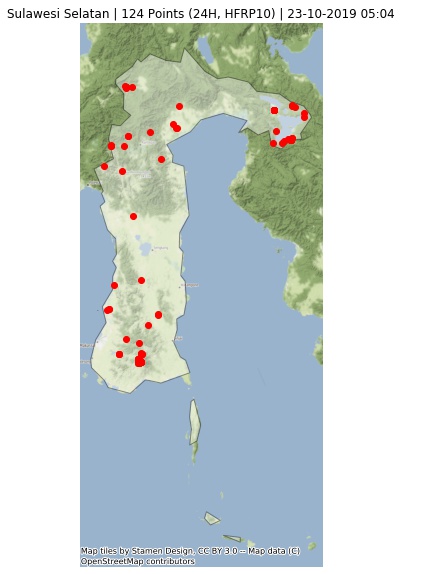 Sulawesi Selatan | 124 Points (24H, HFRP10) | 23-10-2019 05:04
Map tiles by Stamen Design, CC BY 3.0 -- Map data (C)
OpenStreetMap contributors